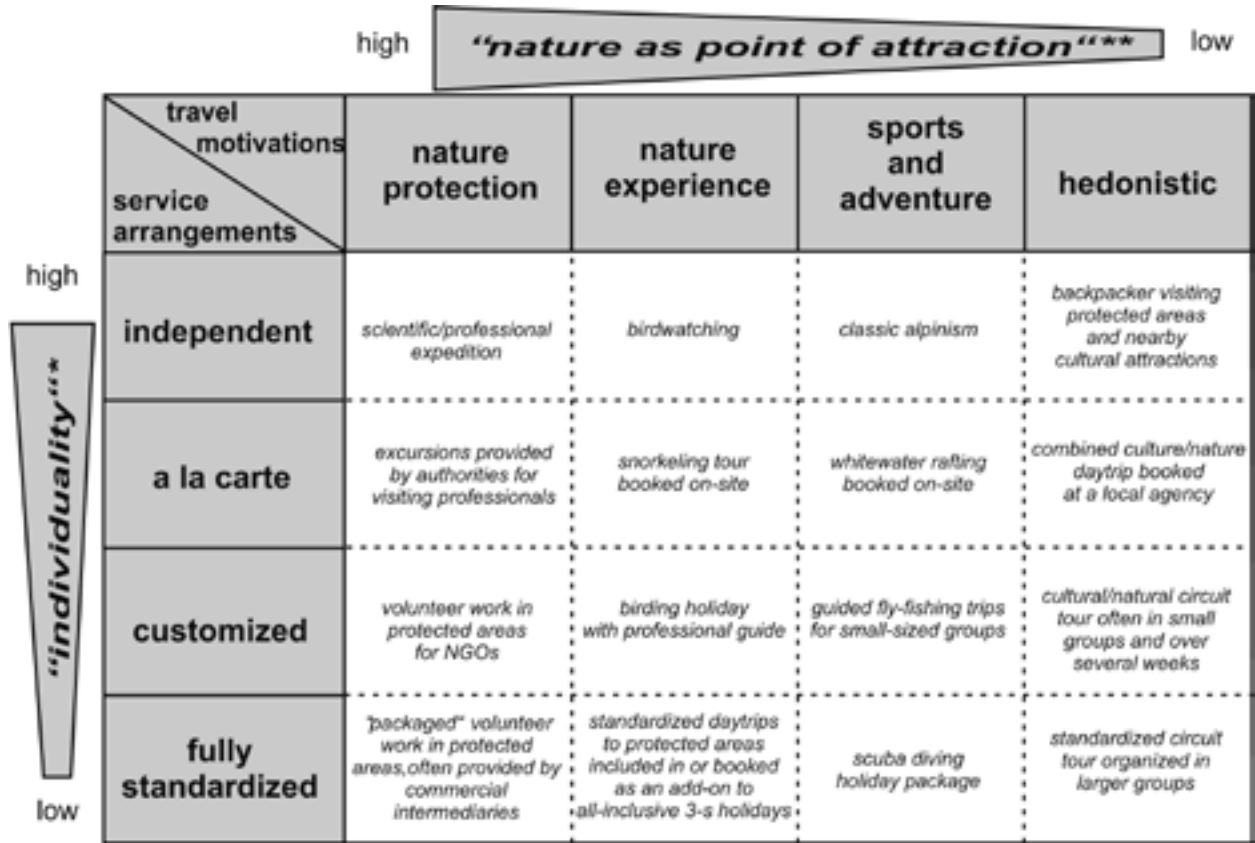 high
“nature as point of attraction“**
low
travel
motivations
service
arrangements
nature
protection
nature
experience
sports
and
adventure
hedonistic
high
“individuality“*
low
independent
scientific/professional
expedition
birdwatching
classic alpinism
backpacker visiting
protected areas
and nearby
cultural attractions
a la carte
excursions provided
by authorities for
visiting professionals
snorkeling tour
booked on-site
whitewater rafting
booked on-site
combined culture/nature
daytrip booked
at a local agency
customized
volunteer work in
protected areas
for NGOs
birding holiday
with professional guide
guided fly-fishing trips
for small-sized groups
cultural/natural circuit
tour often in small
groups and over
several weeks
fully
standardized
"packaged" volunteer
work in protected
areas,often provided by
commercial
intermediaries
standardized daytrips
to protected areas
included in or booked
as an add-on to
all-inclusive 3-s holidays
scuba diving
holiday package
standardized circuit
tour organized in
larger groups